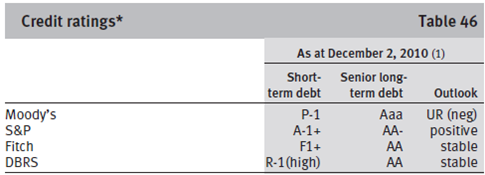 Credit ratings* Table 46
As at December 2, 2010 (1)
Short- Senior long-
term debt term debt Outlook
Moody's P-1 Aaa UR (neg)
S&P A-1+ AA- positive
Fitch F1+ AA stable
DBRS R-1(high) AA stable